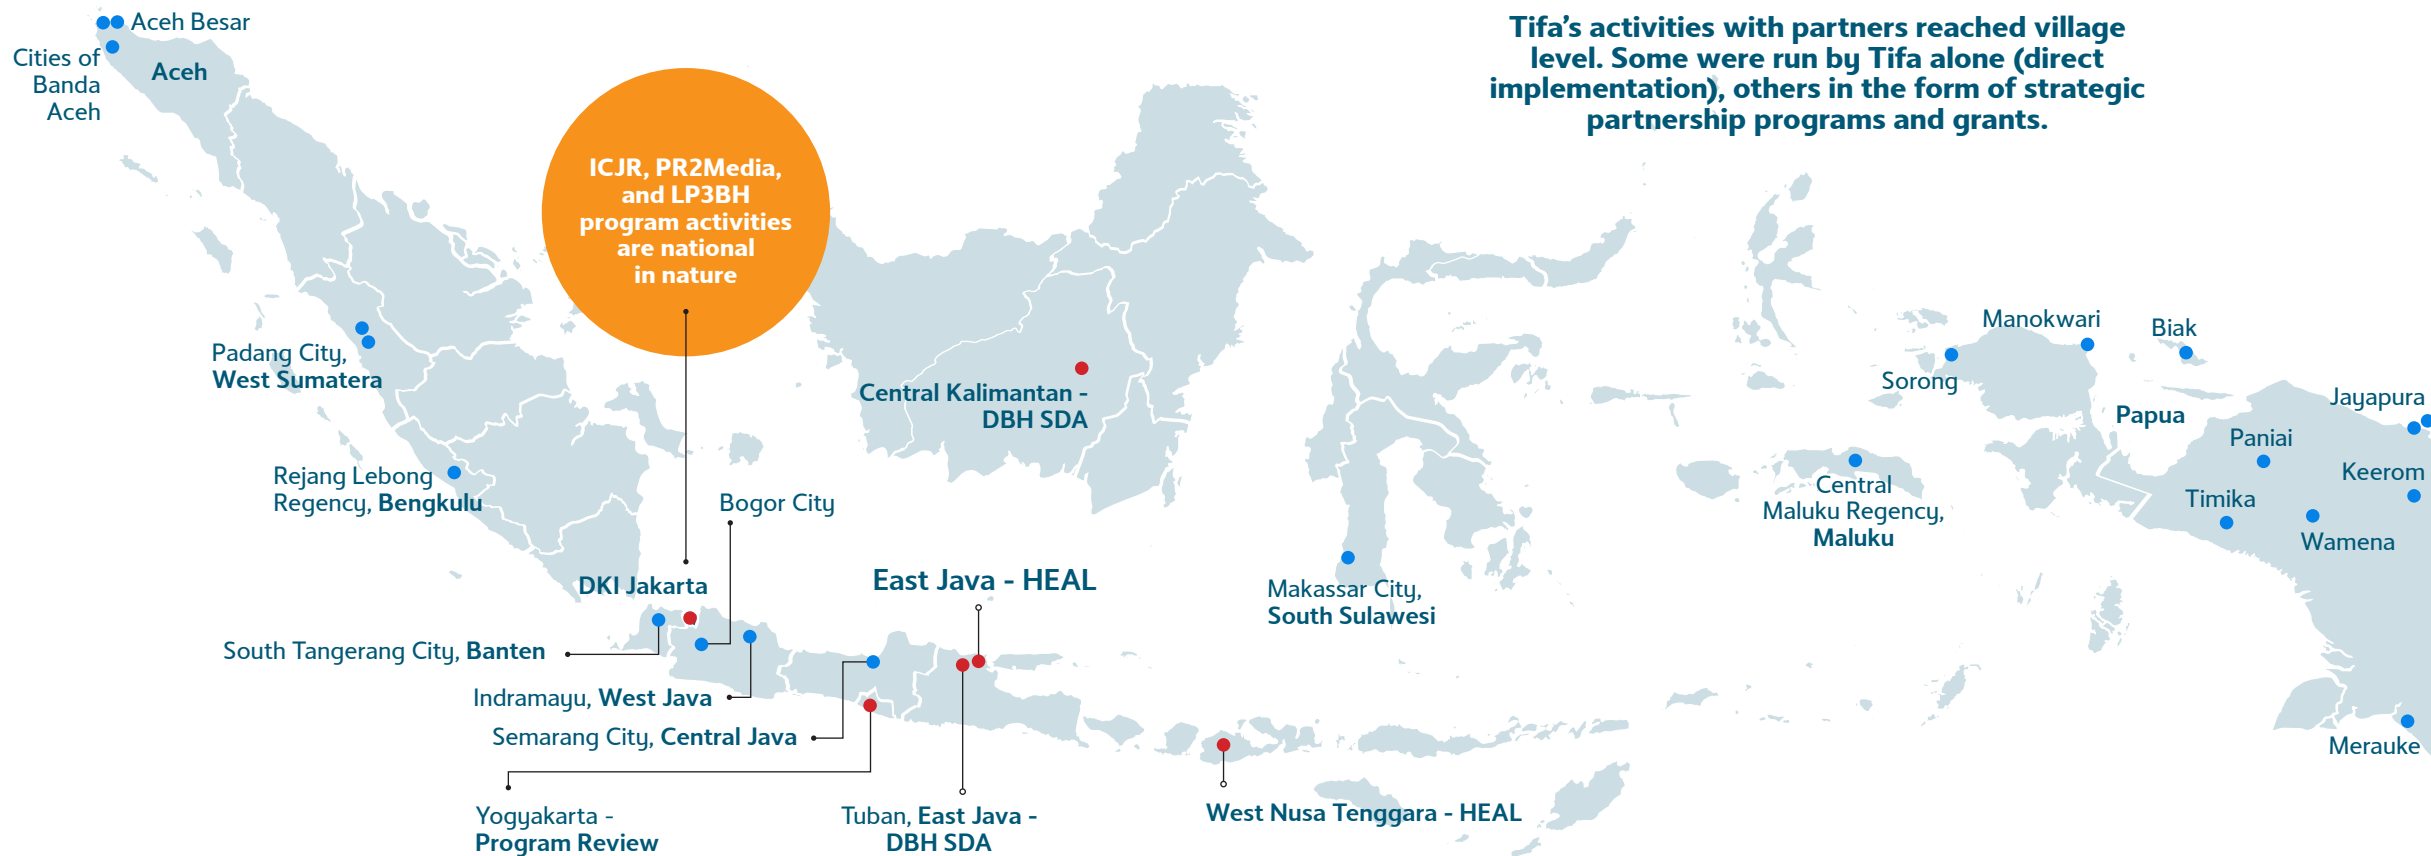 Tifa’s activities with partners reached village
level. Some were run by Tifa alone (direct
implementation), others in the form of strategic
partnership programs and grants.
Aceh Besar
Cities of
Banda
Aceh
Aceh
ICJR, PR2Media,
and LP3BH
program activities
are national
in nature
Padang City,
West Sumatera
Central Kalimantan -
DBH SDA
Manokwari
Biak
Sorong
Jayapura
Papua
Paniai
Keerom
Timika
Wamena
Central
Maluku Regency,
Maluku
Rejang Lebong
Regency, Bengkulu
Bogor City
DKI Jakarta
East Java - HEAL
Makassar City,
South Sulawesi
South Tangerang City, Banten
Indramayu, West Java
Semarang City, Central Java
Merauke
Yogyakarta -
Program Review
Tuban, East Java -
DBH SDA
West Nusa Tenggara - HEAL